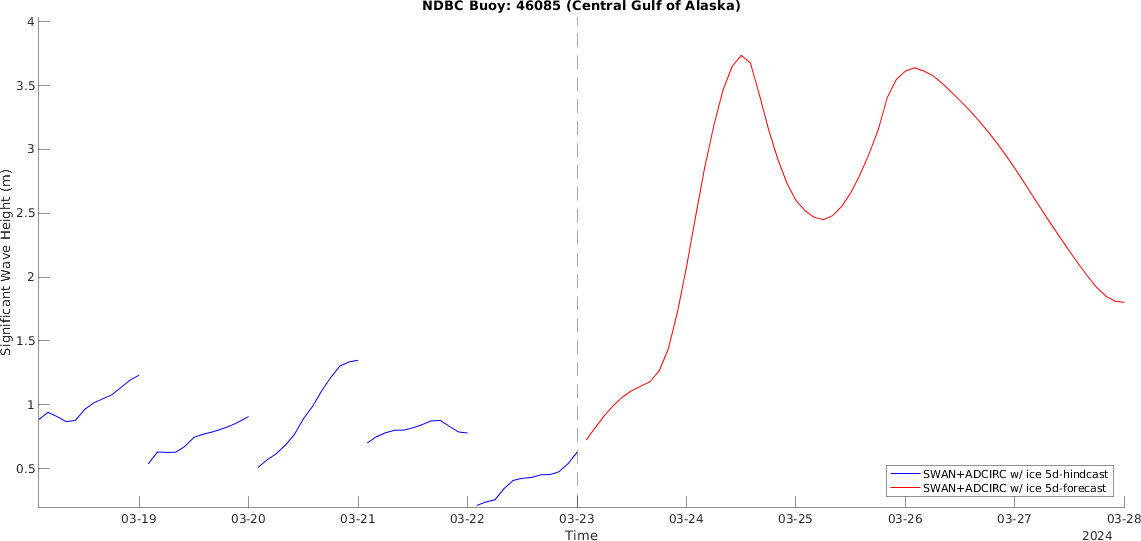 NDBC Buoy: 46085 (Central Gulf of Alaska)
4
3.5
3
2.5
2
1.5
1
0.5
Significant Wave Height (m)
SWAN+ADCIRC w/ ice 5d-hindcast
SWAN+ADCIRC w/ ice 5d-forecast
03-19 03-20 03-21 03-22 03-23 03-24 03-25 03-26 03-27 03-28
Time
2024